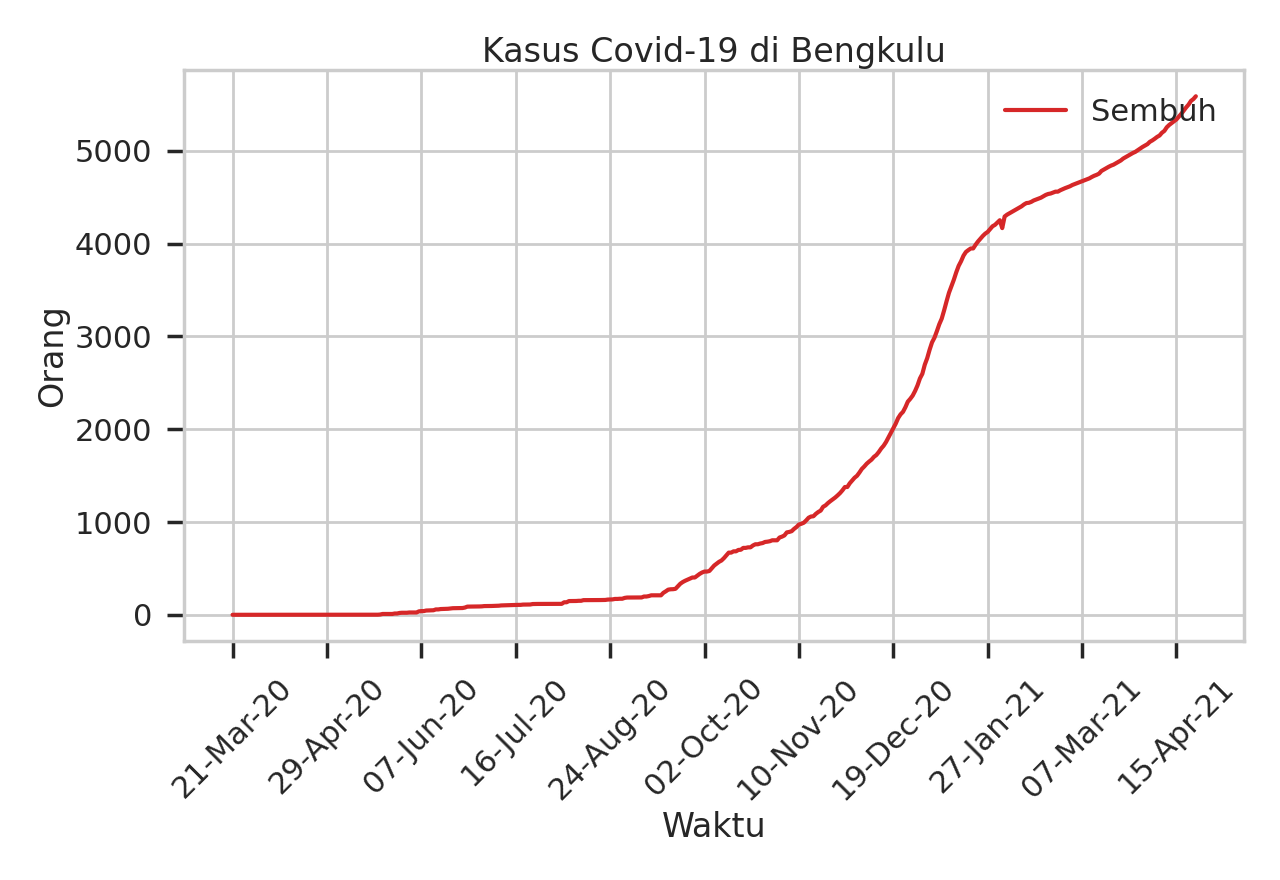 Kasus Covid-19 di Bengkulu
Sembuh
5000
4000
3000
2000
1000
0
Orang
21-Mar-20
29-Apr-20
07-Jun-20
16-Jul-20
24-Aug-20
02-Oct-20
10-Nov-20
19-Dec-20
27-Jan-21
07-Mar-21
15-Apr-21
Waktu